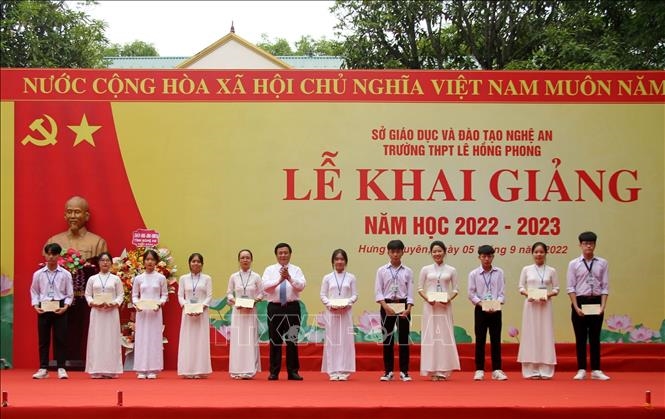 NƯỚC CỘNG HÒA XÃ HỘI CHỦ NGHĨA VIỆT NAM MUÔN NĂM
SỞ GIÁO DỤC VÀ ĐÀO TẠO NGHỆ AN
TRƯỜNG THPT LÊ HỒNG PHONG
LỄ KHAI GIẢNG
NĂM HỌC 2022 - 2023
Hưng Nguyên, ngày 05 9 năm 2022